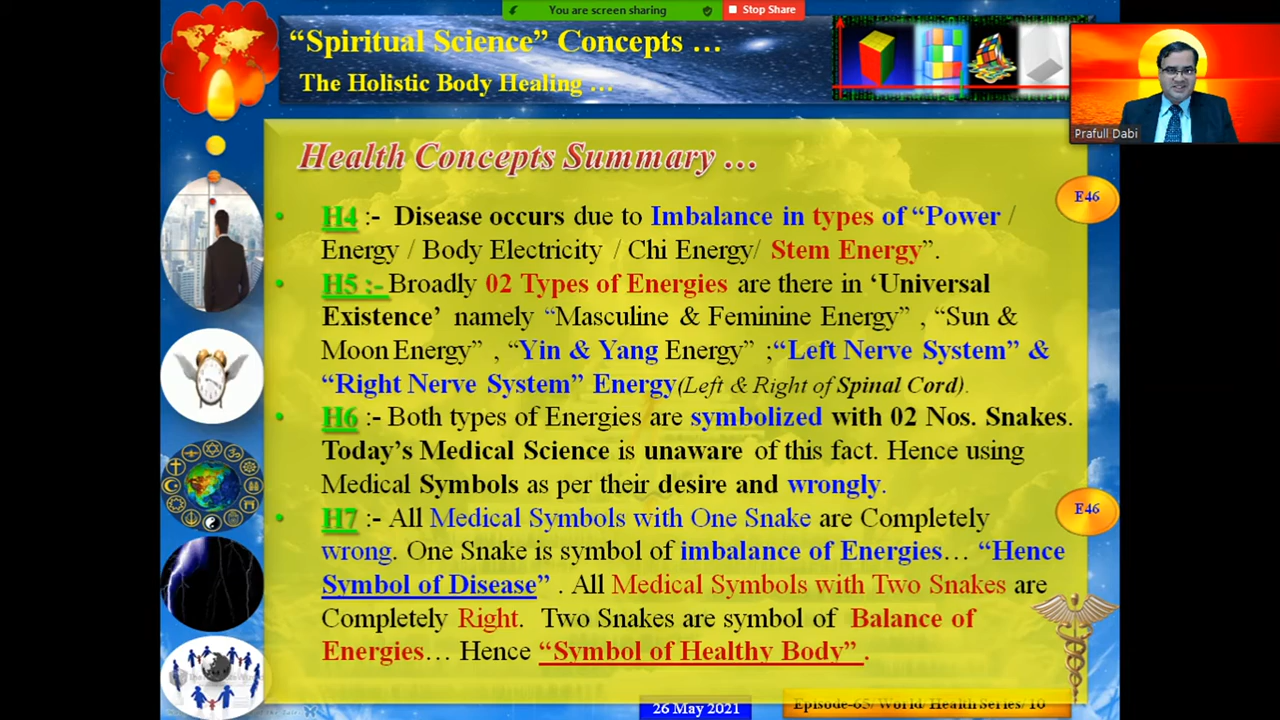 You are screen sharing
Stop Share
“Spiritual Science” Concepts ...
The Holistic Body Healing ...
Prafull Dabi
Health Concepts Summary ...
E46
• H4 :- Disease occurs due to Imbalance in types of “Power /
Energy / Body Electricity / Chi Energy/ Stem Energy”.
• H5 :- Broadly 02 Types of Energies are there in ‘Universal
Existence’ namely “Masculine & Feminine Energy” , “Sun &
Moon Energy” , “Yin & Yang Energy” ;“Left Nerve System” &
“Right Nerve System” Energy(Left & Right of Spinal Cord).
• H6 :- Both types of Energies are symbolized with 02 Nos. Snakes.
Today’s Medical Science is unaware of this fact. Hence using
Medical Symbols as per their desire and wrongly.
E46
• H7 :- All Medical Symbols with One Snake are Completely
wrong. One Snake is symbol of imbalance of Energies... “Hence
Symbol of Disease” . All Medical Symbols with Two Snakes are
Completely Right. Two Snakes are symbol of Balance of
Energies... Hence “Symbol of Healthy Body”.
26 May 2021
Episode-65/ World/ Health Series/ 10